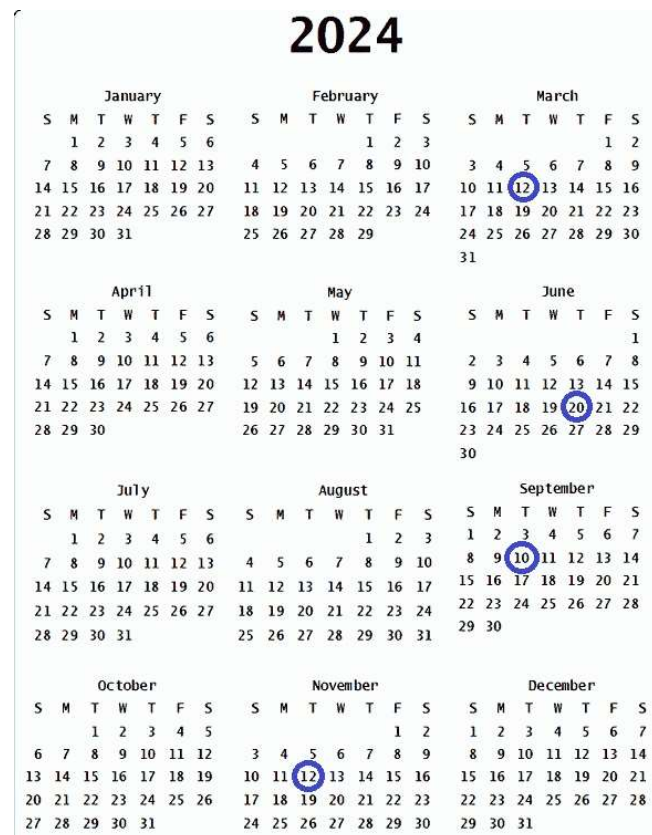 2024
January February March
S M T W T F S S M T W T F S S M T W T F S
1 2 3 4 5 6 1 2 3 1 2
7 8 9 10 11 12 13 4 5 6 7 8 9 10 3 4 5 6 7 8 9
14 15 16 17 18 19 20 11 12 13 14 15 16 17 10 11 12 13 14 15 16
21 22 23 24 25 26 27 18 19 20 21 22 23 24 17 18 19 20 21 22 23
28 29 30 31 25 26 27 28 29 24 25 26 27 28 29 30
31
April May June
S M T W T F S S M T W T F S S M T W T F S
1 2 3 4 5 6 1 2 3 4 1
7 8 9 10 11 12 13 5 6 7 8 9 10 11 2 3 4 5 6 7 8
14 15 16 17 18 19 20 12 13 14 15 16 17 18 9 10 11 12 13 14 15
21 22 23 24 25 26 27 19 20 21 22 23 24 25 16 17 18 19 20 21 22
28 29 30 26 27 28 29 30 31 23 24 25 26 27 28 29
30
July August September
S M T W T F S S M T W T F S S M T W T F S
1 2 3 4 5 6 1 2 3 1 2 3 4 5 6 7
7 8 9 10 11 12 13 4 5 6 7 8 9 10 8 9 10 11 12 13 14
14 15 16 17 18 19 20 11 12 13 14 15 16 17 15 16 17 18 19 20 21
21 22 23 24 25 26 27 18 19 20 21 22 23 24 22 23 24 25 26 27 28
28 29 30 31 25 26 27 28 29 30 31 29 30
October November December
S M T W T F S S M T W T F S S M T W T F S
1 2 3 4 5 1 2 1 2 3 4 5 6 7
6 7 8 9 10 11 12 3 4 5 6 7 8 9 8 9 10 11 12 13 14
13 14 15 16 17 18 19 10 11 12 13 14 15 16 15 16 17 18 19 20 21
20 21 22 23 24 25 26 17 18 19 20 21 22 23 22 23 24 25 26 27 28
27 28 29 30 31 24 25 26 27 28 29 30 29 30 31